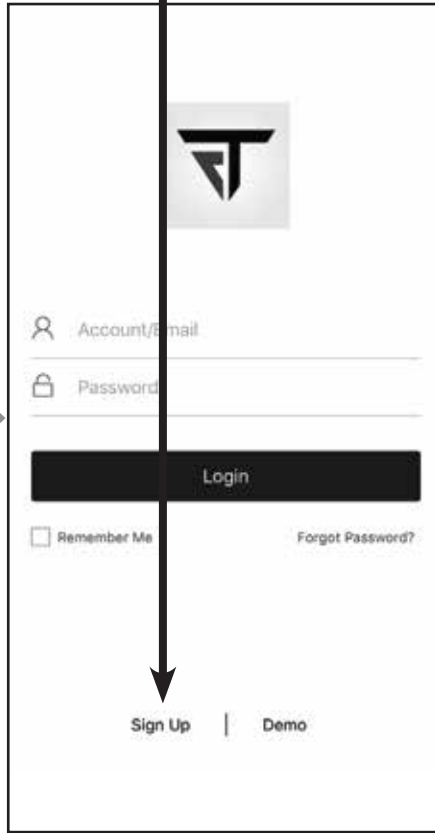 Account/Email
Password
Login
Remember Me Forgot Password?
Sign Up | Demo